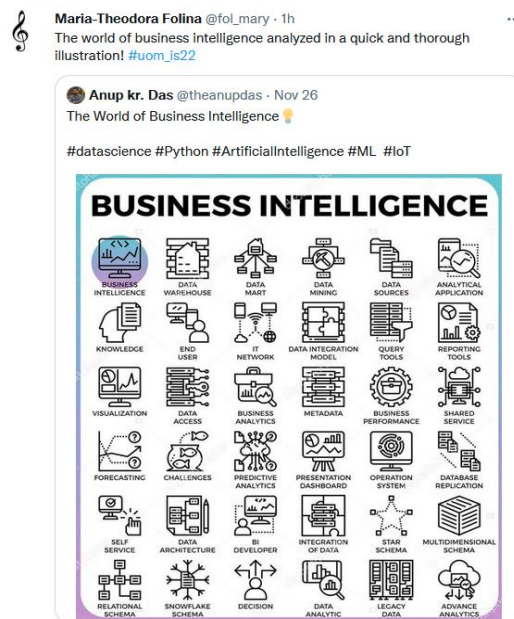 Maria-Theodora Folina @fol_mary · 1h
The world of business intelligence analyzed in a quick and thorough
illustration! #uom_is22
Anup kr. Das @theanupdas · Nov 26
The World of Business Intelligence💡
#datascience #Python #ArtificialIntelligence #ML #IoT
BUSINESS INTELLIGENCE
BUSINESS INTELLIGENCE
DATA WAREHOUSE
DATA MART
DATA MINING
DATA SOURCES
ANALYTICAL APPLICATION
KNOWLEDGE
END USER
IT NETWORK
DATA INTEGRATION MODEL
QUERY TOOLS
REPORTING TOOLS
VISUALIZATION
DATA ACCESS
BUSINESS ANALYTICS
METADATA
BUSINESS PERFORMANCE
SHARED SERVICE
FORECASTING
CHALLENGES
PREDICTIVE ANALYTICS
PRESENTATION DASHBOARD
OPERATION SYSTEM
DATABASE REPLICATION
SELF SERVICE
DATA ARCHITECTURE
BI DEVELOPER
INTEGRATION OF DATA
STAR SCHEMA
MULTIDIMENSIONAL SCHEMA
RELATIONAL SCHEMA
SNOWFLAKE SCHEMA
DECISION
DATA ANALYTIC
LEGACY DATA
ADVANCE ANALYTICS